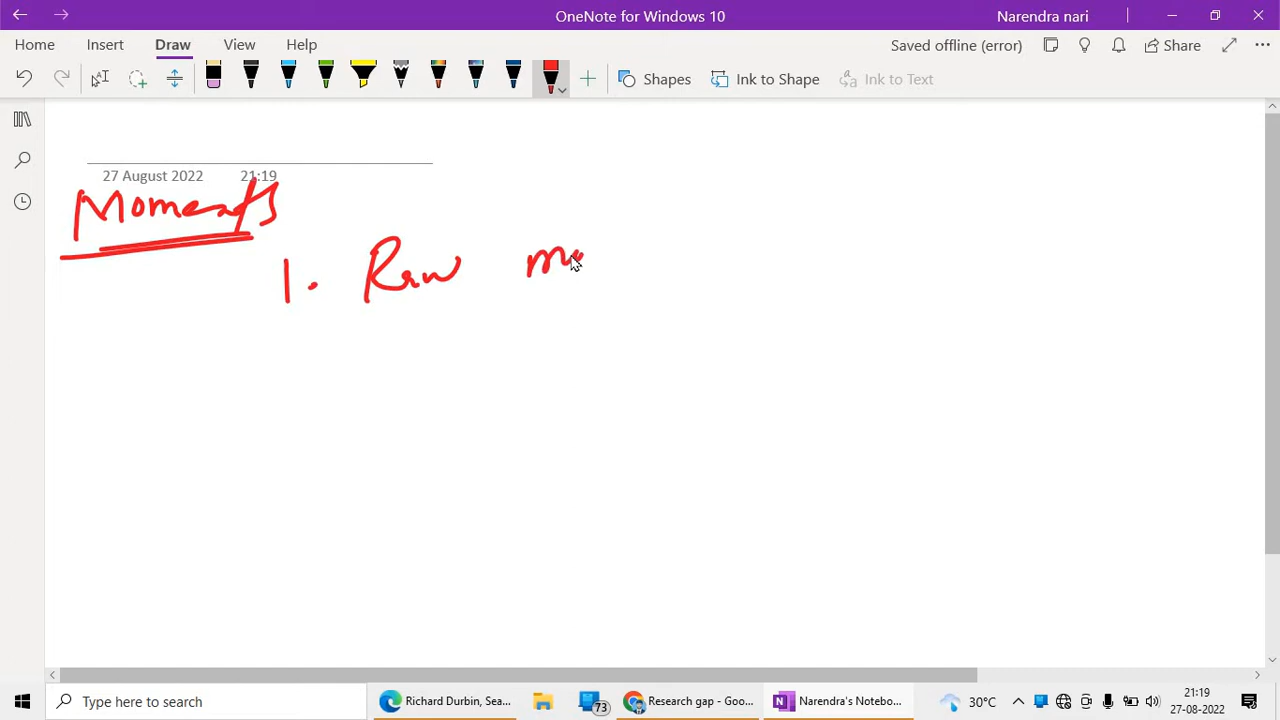 OneNote for Windows 10
Narendra nari
Home Insert Draw View Help
Saved offline (error)
Share
Shapes
Ink to Shape
Ink to Text
27 August 2022 21:19
Moments
1. Raw mo
Type here to search
Richard Durbin, Sea...
73
Research gap - Goo...
Narendra's Notebo...
30°C
21:19
27-08-2022